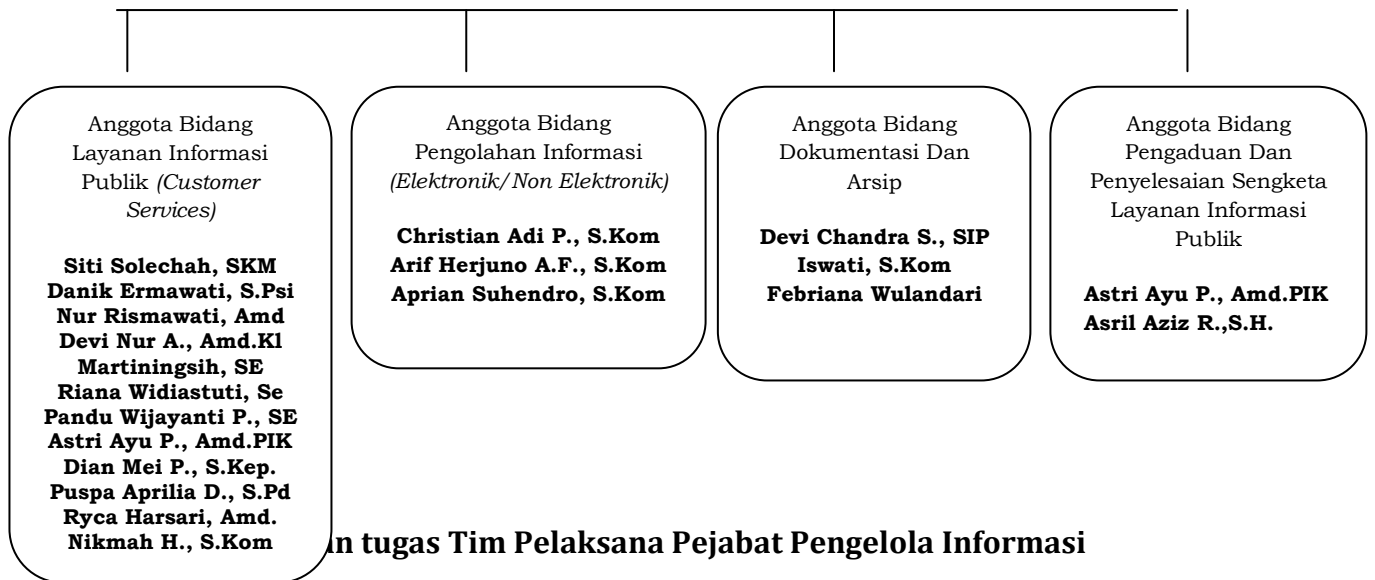 Anggota Bidang
Layanan Informasi
Publik (Customer
Services)
Siti Solechah, SKM
Danik Ermawati, S.Psi
Nur Rismawati, Amd
Devi Nur A., Amd.Kl
Martiningsih, SE
Riana Widiastuti, Se
Pandu Wijayanti P., SE
Astri Ayu P., Amd.PIK
Dian Mei P., S.Kep.
Puspa Aprilia D., S.Pd
Ryca Harsari, Amd.
Nikmah H., S.Kom
Anggota Bidang
Pengolahan Informasi
(Elektronik/Non Elektronik)
Christian Adi P., S.Kom
Arif Herjuno A.F., S.Kom
Aprian Suhendro, S.Kom
Anggota Bidang
Dokumentasi Dan
Arsip
Devi Chandra S., SIP
Iswati, S.Kom
Febriana Wulandari
Anggota Bidang
Pengaduan Dan
Penyelesaian Sengketa
Layanan Informasi
Publik
Astri Ayu P., Amd.PIK
Asril Aziz R.,S.H.
tugas Tim Pelaksana Pejabat Pengelola Informasi